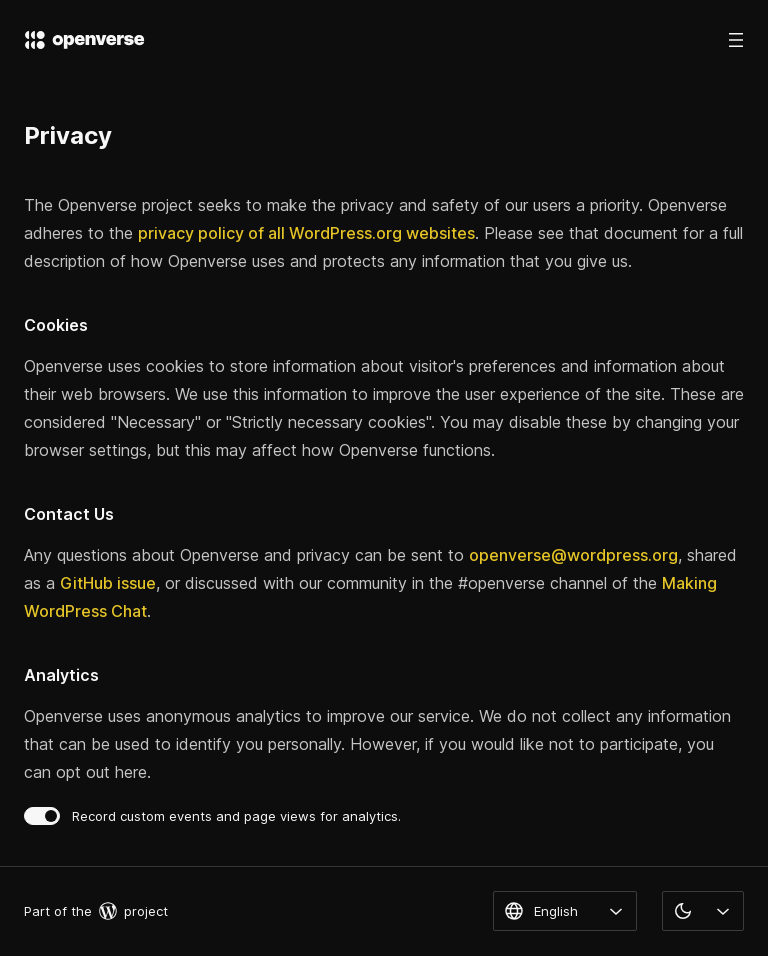 openverse
Privacy
The Openverse project seeks to make the privacy and safety of our users a priority. Openverse
adheres to the privacy policy of all WordPress.org websites. Please see that document for a full
description of how Openverse uses and protects any information that you give us.
Cookies
Openverse uses cookies to store information about visitor's preferences and information about
their web browsers. We use this information to improve the user experience of the site. These are
considered "Necessary" or "Strictly necessary cookies". You may disable these by changing your
browser settings, but this may affect how Openverse functions.
Contact Us
Any questions about Openverse and privacy can be sent to openverse@wordpress.org, shared
as a GitHub issue, or discussed with our community in the #openverse channel of the Making
WordPress Chat.
Analytics
Openverse uses anonymous analytics to improve our service. We do not collect any information
that can be used to identify you personally. However, if you would like not to participate, you
can opt out here.
Record custom events and page views for analytics.
Part of the project
English